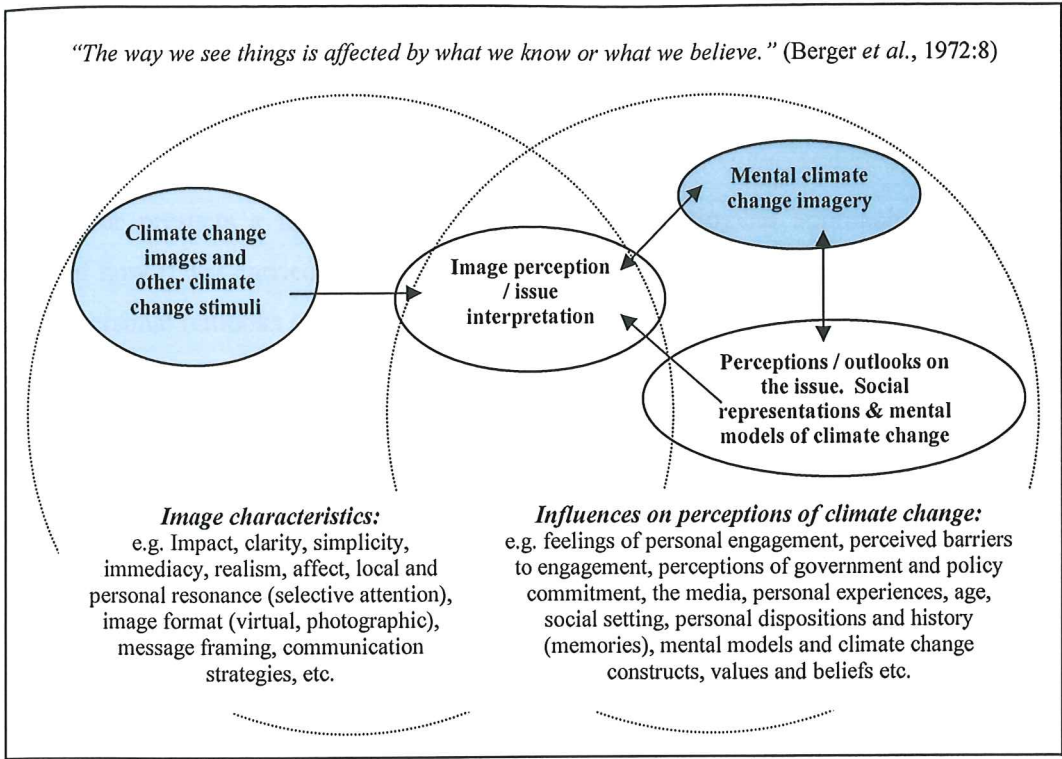 "The way we see things is affected by what we know or what we believe." (Berger et al., 1972:8)
Climate change
images and
other climate
change stimuli
Image perception
/ issue
interpretation
Mental climate
change imagery
Perceptions / outlooks on
the issue. Social
representations & mental
models of climate change
Image characteristics:
e.g. Impact, clarity, simplicity,
immediacy, realism, affect, local and
personal resonance (selective attention),
image format (virtual, photographic),
message framing, communication
strategies, etc.
Influences on perceptions of climate change:
e.g. feelings of personal engagement, perceived barriers
to engagement, perceptions of government and policy
commitment, the media, personal experiences, age,
social setting, personal dispositions and history
(memories), mental models and climate change
constructs, values and beliefs etc.